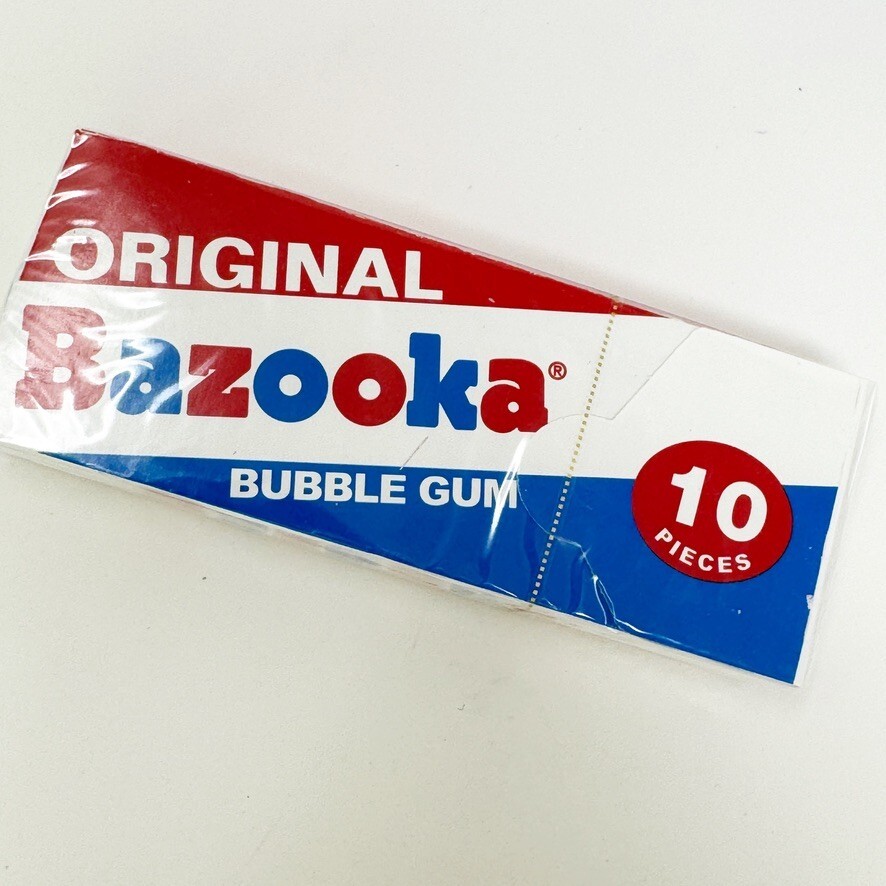 ORIGINAL
Bazooka®
BUBBLE GUM
10
PIECES